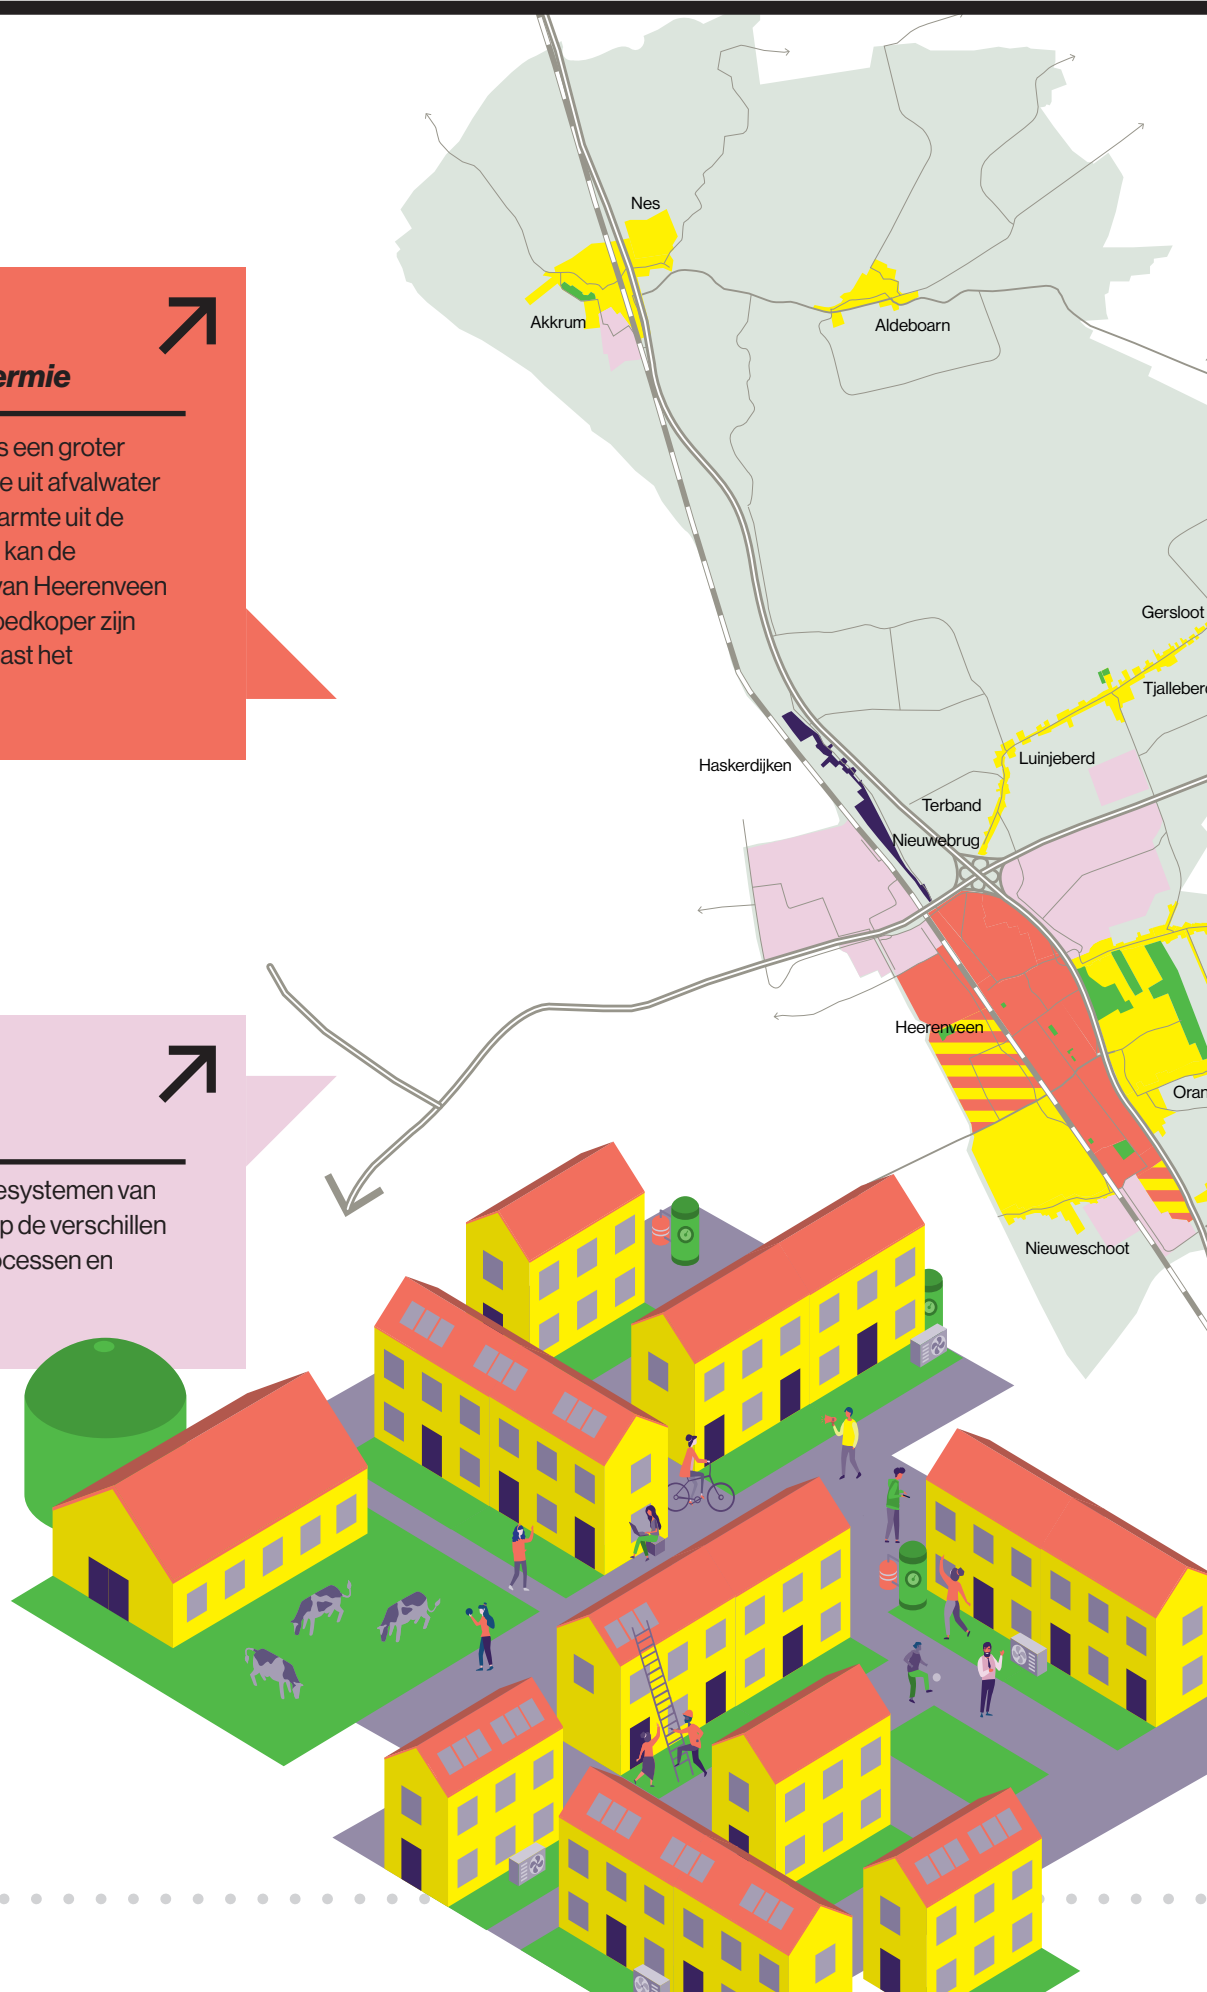 Nes
Akkrum
Aldeboarn
ermie
s een groter
e uit afvalwater
armte uit de
kan de
van Heerenveen
oedkoper zijn
ast het
Gersloot
Tjalleberd
Luinjeberd
Haskerdijken
Terband
Nieuwebrug
Heerenveen
Oran
esystemen van
p de verschillen
ocessen en
Nieuweschoot